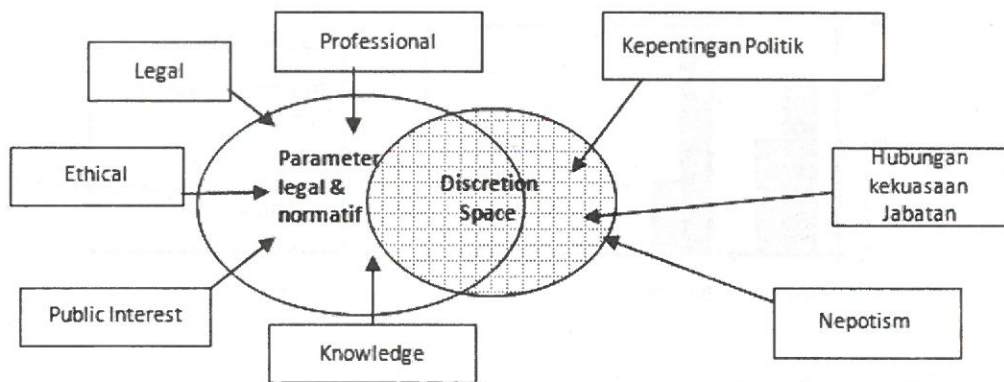 Professional
Kepentingan Politik
Legal
Ethical
Parameter
legal &
normatif
Discretion
Space
Hubungan
kekuasaan
Jabatan
Public Interest
Knowledge
Nepotism